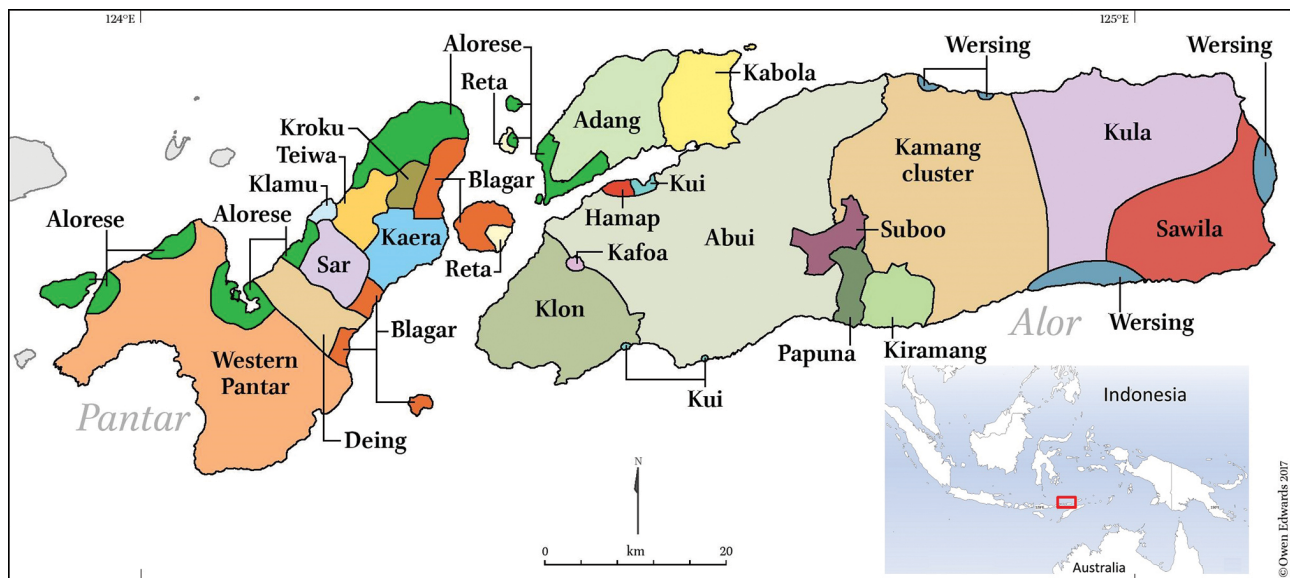 124°E
125°E
Alorese
Wersing
Wersing
Reta
Kabola
Kroku
Adang
Teiwa
Kula
Kamang
cluster
Klamu
Blagar
Kui
Hamap
Alorese
Alorese
Kaera
Abui
Suboo
Sawila
Sar
Reta
Kafoa
Klon
Blagar
Alor
Wersing
Western
Pantar
Papuna
Kiramang
Pantar
Kui
Deing
Indonesia
N
0
20
km
Australia
©Owen Edwards 2017